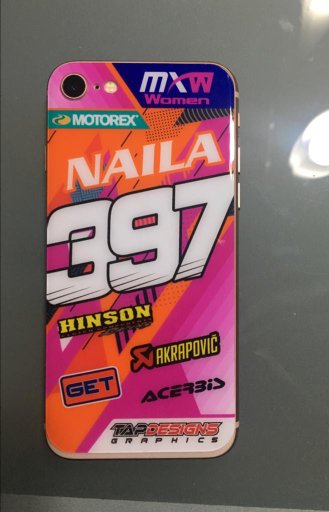 MXW
Women
MOTOREX
NAILA
397
HINSON
AKRAPOVIČ
GET
ACERBIS
TAPDESIGNS
GRAPHICS